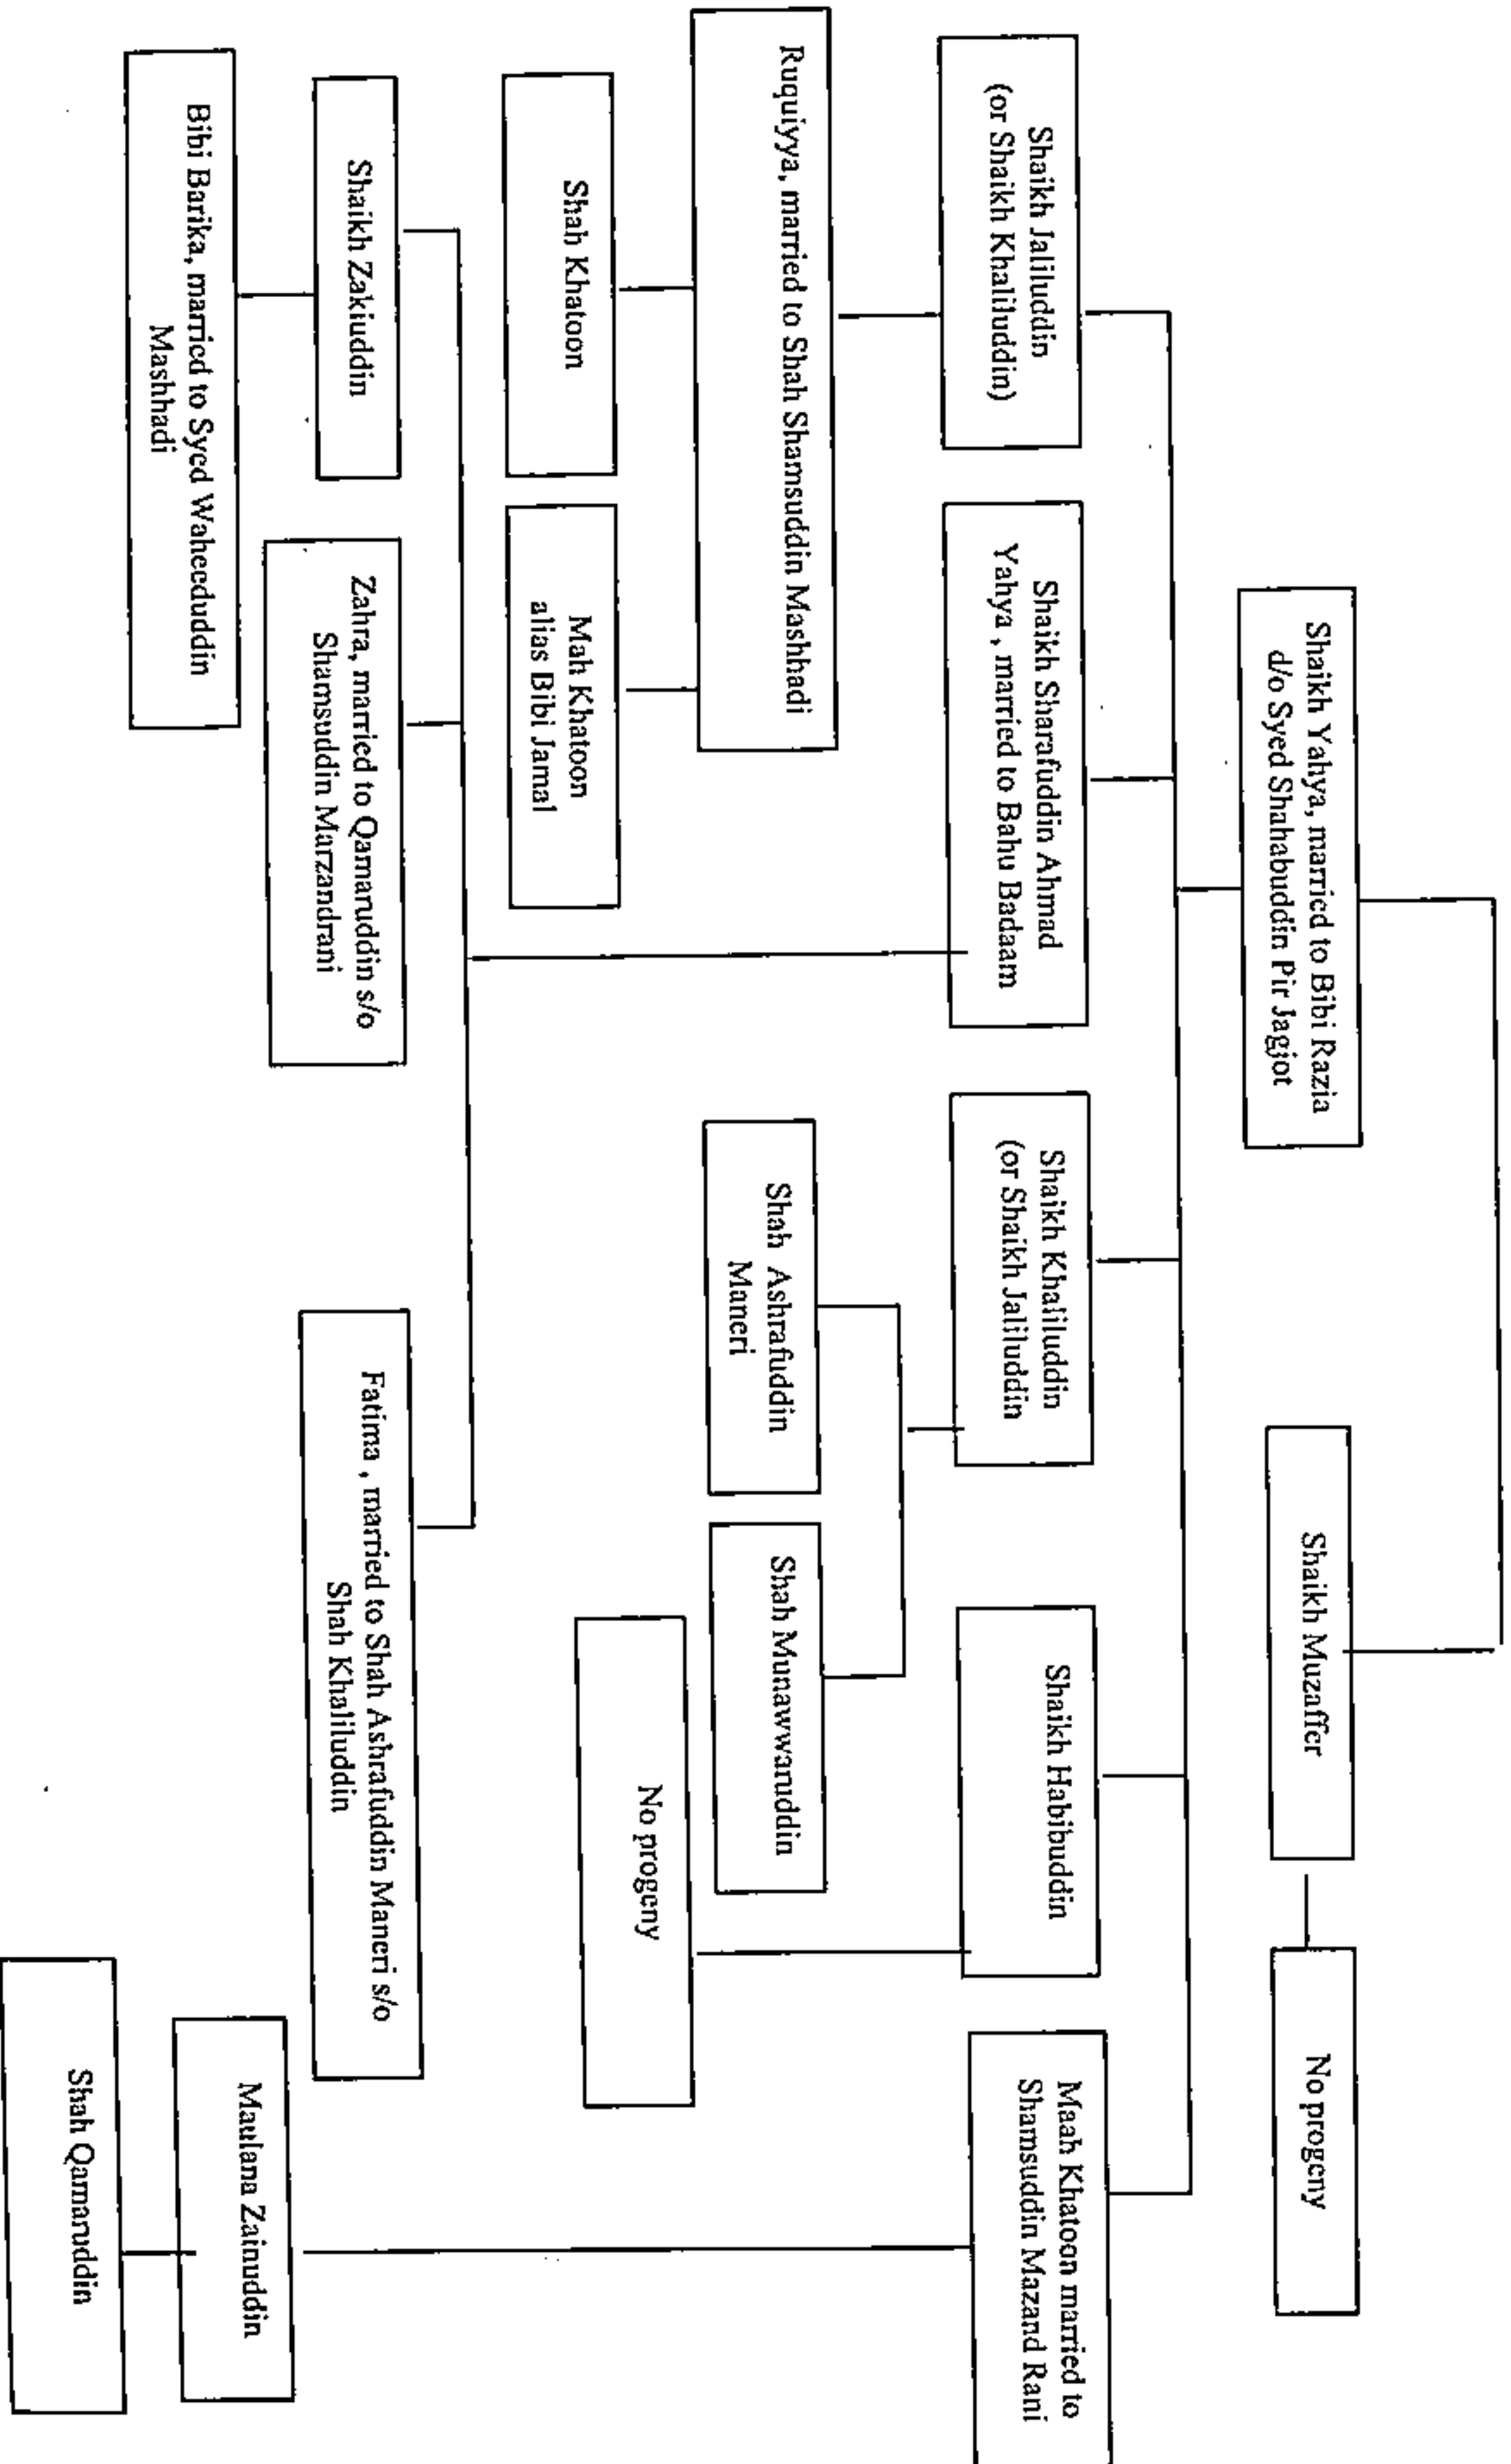 Shaikh Yahya, married to Bibi Razia
d/o Syed Shahabuddin Pir Jagjot
Shaikh Muzaffer
No progeny
Shaikh Jaliluddin
(or Shaikh Khaliluddin)
Shaikh Sharafuddin Ahmad
Yahya , married to Bahu Badaam
Shaikh Khaliluddin
(or Shaikh Jaliluddin
Shaikh Habibuddin
Maah Khatoon married to
Shamsuddin Mazand Rani
Ruquiyya, married to Shah Shamsuddin Mashhadi
Shah Ashrafuddin
Maneri
Shah Munawwaruddin
No progeny
Shah Khatoon
Mah Khatoon
alias Bibi Jamal
Shaikh Zakiuddin
Zahra, married to Qamaruddin s/o
Shamsuddin Marzandrani
Fatima , married to Shah Ashrafuddin Maneri s/o
Shah Khaliluddin
Maulana Zainuddin
Bibi Barika, married to Syed Waheeduddin
Mashhadi
Shah Qamaruddin